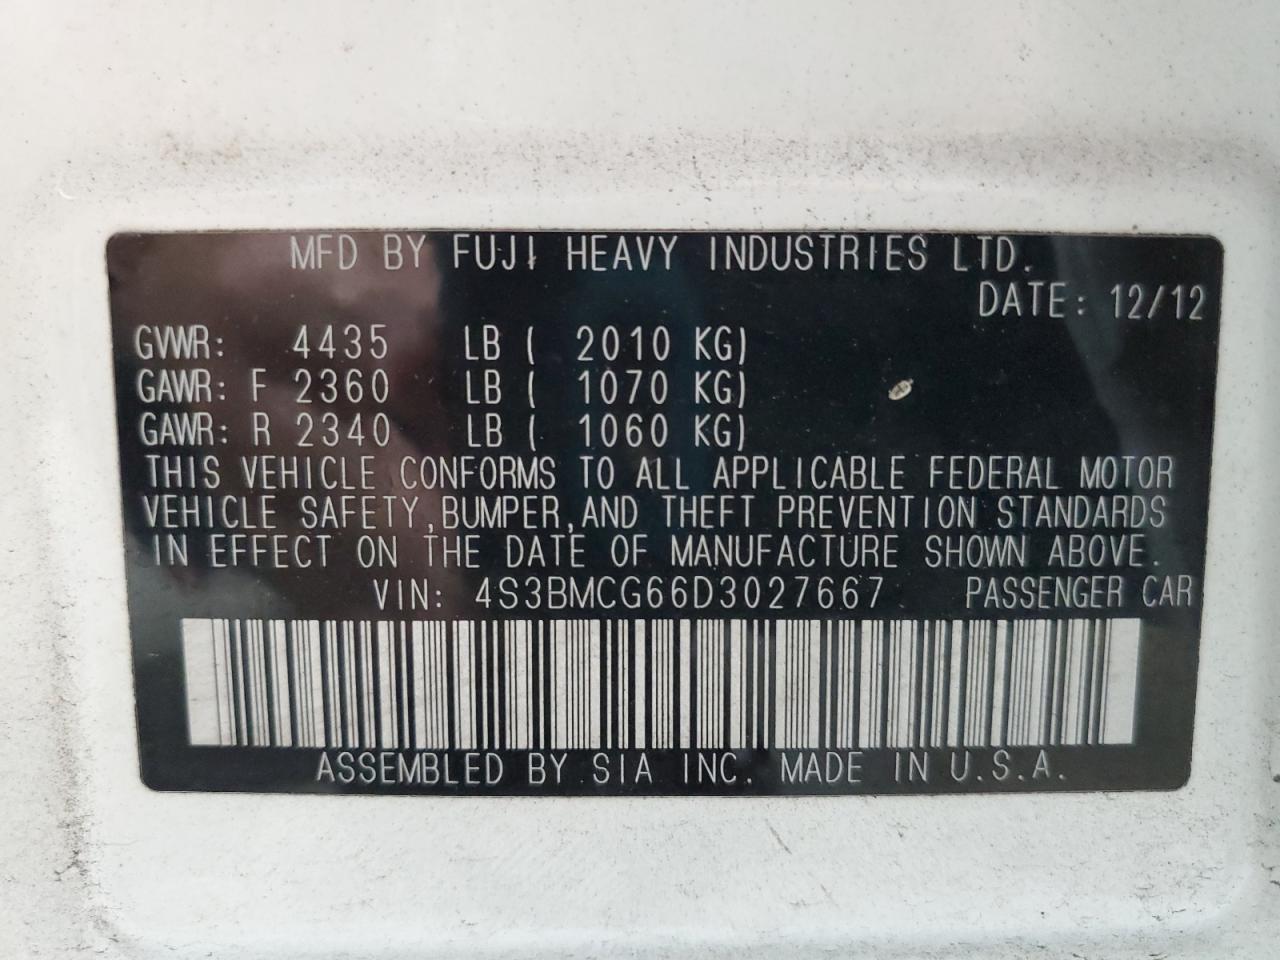 MFD BY FUJI HEAVY INDUSTRIES LTD.
DATE: 12/12
GVWR: 4435 LB ( 2010 KG)
GAWR: F 2360 LB ( 1070 KG)
GAWR: R 2340 LB ( 1060 KG)
THIS VEHICLE CONFORMS TO ALL APPLICABLE FEDERAL MOTOR
VEHICLE SAFETY, BUMPER, AND THEFT PREVENTION STANDARDS
IN EFFECT ON THE DATE OF MANUFACTURE SHOWN ABOVE.
VIN: 4S3BMCG66D3027667 PASSENGER CAR
ASSEMBLED BY SIA INC. MADE IN U.S.A.